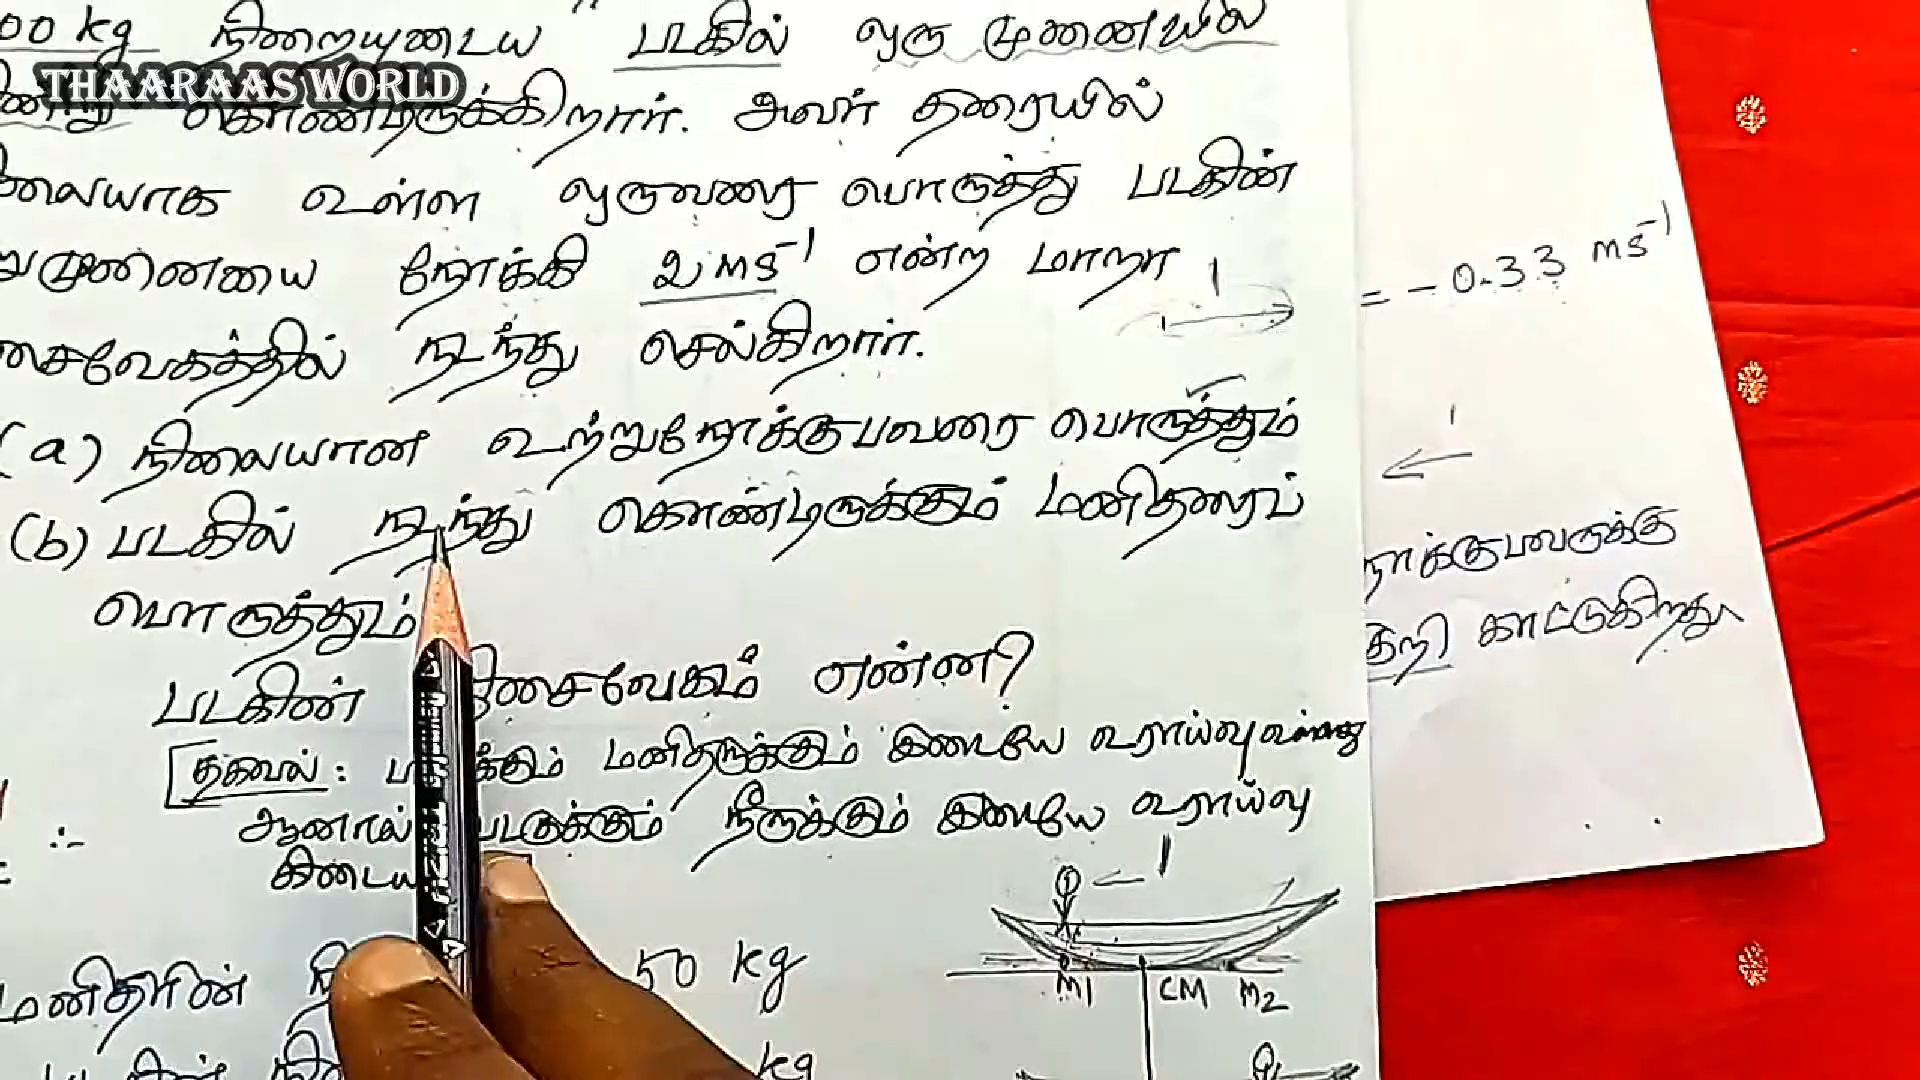 00 kg நிறையுடைய படகில் ஒரு முனையில்
THAARAAS WORLD
கொண்டிருக்கிறார். அவர் தரையில்
லையாக உள்ள ஒருவரை பொருத்து படகின்
றுமுனையை நோக்கி 2 ms⁻¹ என்ற மாறா
சைவேகத்தில் நடந்து செல்கிறார்.
(a) நிலையான உற்றுநோக்குபவரை பொருத்தும்
(b) படகில் நடந்து கொண்டிருக்கும் மனிதரைப்
பொருத்தும்
படகின் திசைவேகம் என்ன?
தகவல் : மனிதருக்கும் இடையே உராய்வு உள்ளது
ஆனால் படகுக்கும் நீருக்கும் இடையே உராய்வு
கிடைய
M1 CM M2
மனிதரின் 50 kg
kg
= - 0.33 ms⁻¹
நோக்குபவருக்கு
காட்டுகிறது